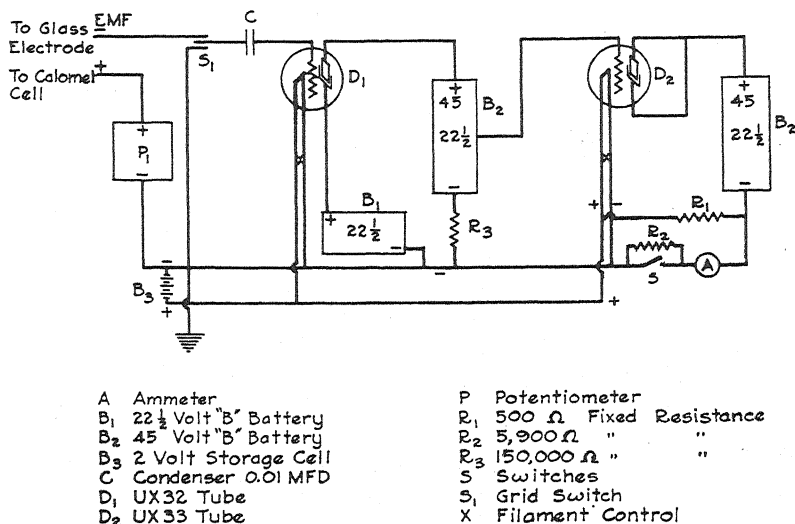 To Glass EMF
Electrode
To Calomel
Cell
= + S₁ C D₁ D₂
+ 45 22½ − B₂
+ 45 22½ − B₂
+ P₁ −
B₁
+ 22½ −
R₃
+ − R₁
R₂
S A
− B₃ +
− +
X X
A Ammeter
B₁ 22½ Volt "B" Battery
B₂ 45 Volt "B" Battery
B₃ 2 Volt Storage Cell
C Condenser 0.01 MFD
D₁ UX32 Tube
D₂ UX33 Tube
P Potentiometer
R₁ 500 Ω Fixed Resistance
R₂ 5,900 Ω " "
R₃ 150,000 Ω " "
S Switches
S₁ Grid Switch
X Filament Control